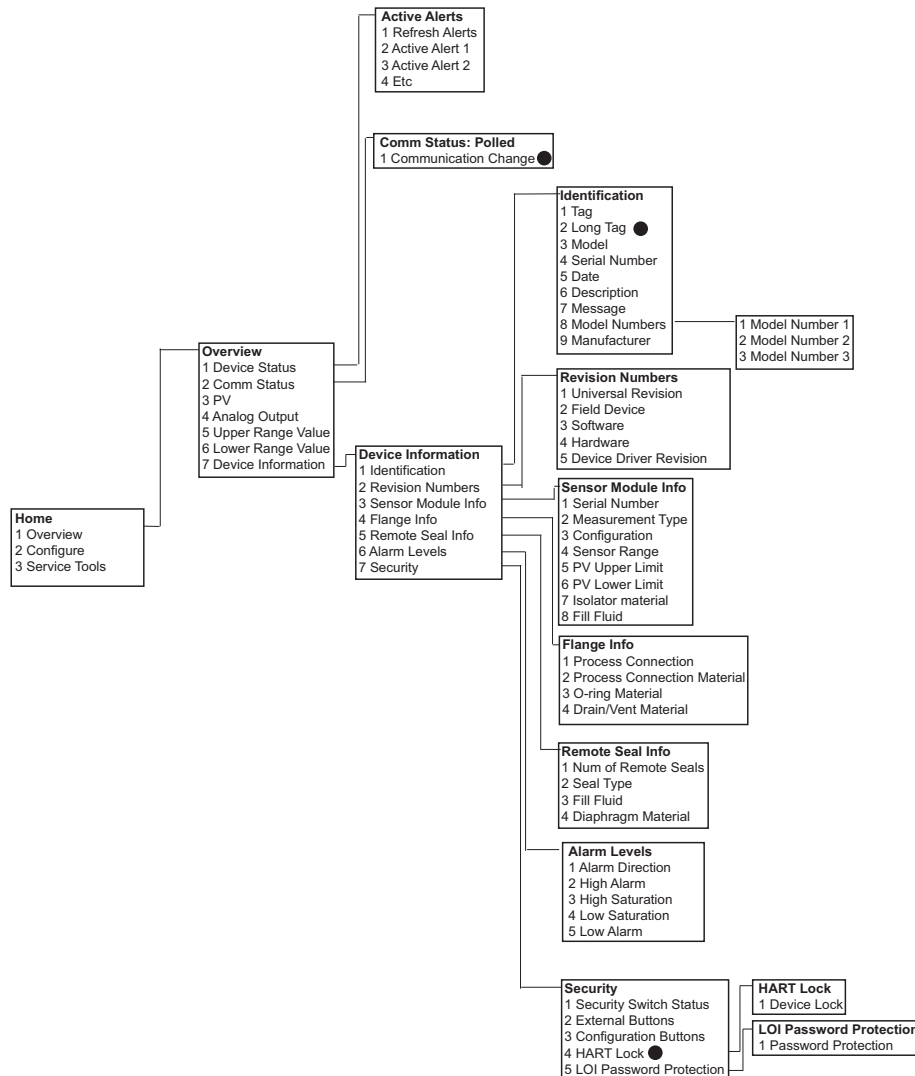 Active Alerts
1 Refresh Alerts
2 Active Alert 1
3 Active Alert 2
4 Etc
Comm Status: Polled
1 Communication Change
Identification
1 Tag
2 Long Tag
3 Model
4 Serial Number
5 Date
6 Description
7 Message
8 Model Numbers
9 Manufacturer
1 Model Number 1
2 Model Number 2
3 Model Number 3
Overview
1 Device Status
2 Comm Status
3 PV
4 Analog Output
5 Upper Range Value
6 Lower Range Value
7 Device Information
Revision Numbers
1 Universal Revision
2 Field Device
3 Software
4 Hardware
5 Device Driver Revision
Device Information
1 Identification
2 Revision Numbers
3 Sensor Module Info
4 Flange Info
5 Remote Seal Info
6 Alarm Levels
7 Security
Sensor Module Info
1 Serial Number
2 Measurement Type
3 Configuration
4 Sensor Range
5 PV Upper Limit
6 PV Lower Limit
7 Isolator material
8 Fill Fluid
Home
1 Overview
2 Configure
3 Service Tools
Flange Info
1 Process Connection
2 Process Connection Material
3 O-ring Material
4 Drain/Vent Material
Remote Seal Info
1 Num of Remote Seals
2 Seal Type
3 Fill Fluid
4 Diaphragm Material
Alarm Levels
1 Alarm Direction
2 High Alarm
3 High Saturation
4 Low Saturation
5 Low Alarm
Security
1 Security Switch Status
2 External Buttons
3 Configuration Buttons
4 HART Lock
5 LOI Password Protection
HART Lock
1 Device Lock
LOI Password Protection
1 Password Protection